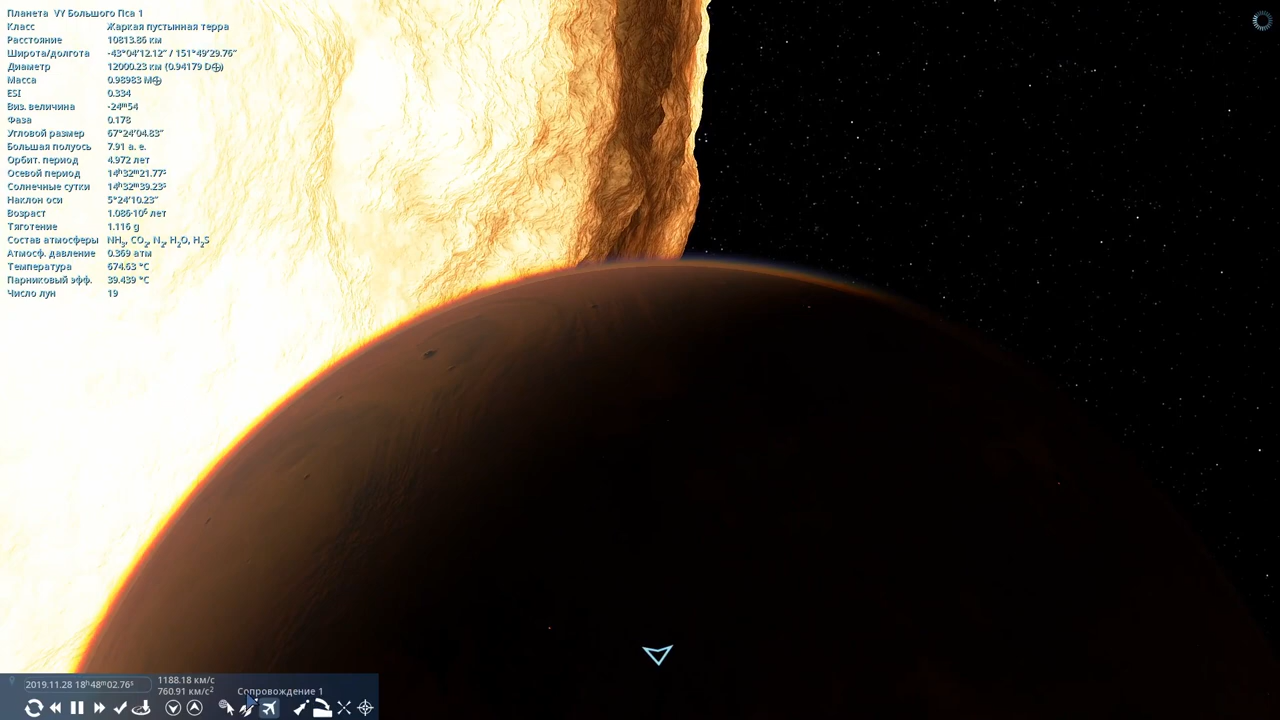 Планета VY Большого Пса 1
Класс Жаркая пустынная терра
Расстояние 10813.86 км
Широта/долгота -43°04'12.12" / 151°49'29.76"
Диаметр 12000.23 км (0.94179 D⊕)
Масса 0.98983 M⊕
ESI 0.334
Виз. величина -24ᵐ54
Фаза 0.178
Угловой размер 67°24'04.83"
Большая полуось 7.91 а. е.
Орбит. период 4.972 лет
Осевой период 14ʰ32ᵐ21.77ˢ
Солнечные сутки 14ʰ32ᵐ39.23ˢ
Наклон оси 5°24'10.23"
Возраст 1.086·10⁶ лет
Тяготение 1.116 g
Состав атмосферы NH₃, CO₂, N₂, H₂O, H₂S
Атмосф. давление 0.369 атм
Температура 674.63 °C
Парниковый эфф. 39.439 °C
Число лун 19
2019.11.28 18ʰ48ᵐ02.76ˢ
1188.18 км/с
760.91 км/с²
Сопровождение 1